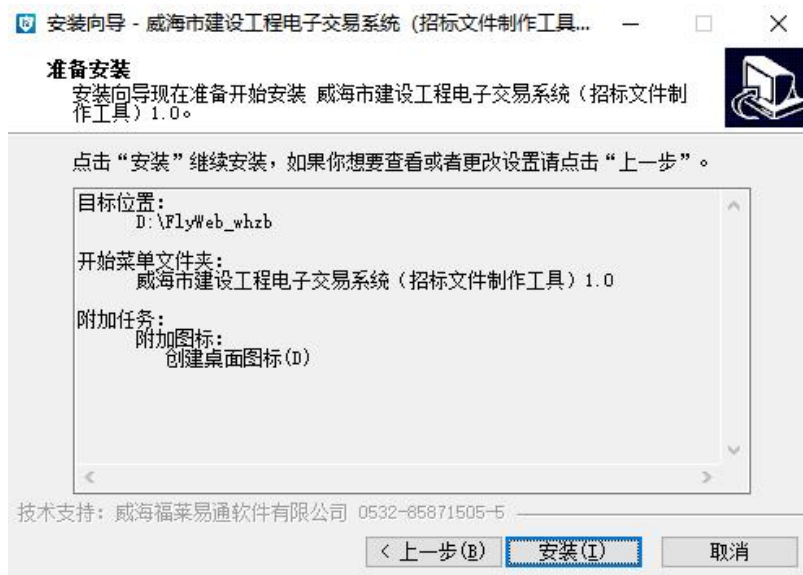 安装向导 - 威海市建设工程电子交易系统（招标文件制作工具...
准备安装
安装向导现在准备开始安装 威海市建设工程电子交易系统（招标文件制
作工具）1.0。
点击“安装”继续安装，如果你想要查看或者更改设置请点击“上一步”。
目标位置：
D:\FlyWeb_whzb
开始菜单文件夹：
威海市建设工程电子交易系统（招标文件制作工具）1.0
附加任务：
附加图标：
创建桌面图标(D)
技术支持：威海福莱易通软件有限公司 0532-85871505-5
< 上一步(B)
安装(I)
取消